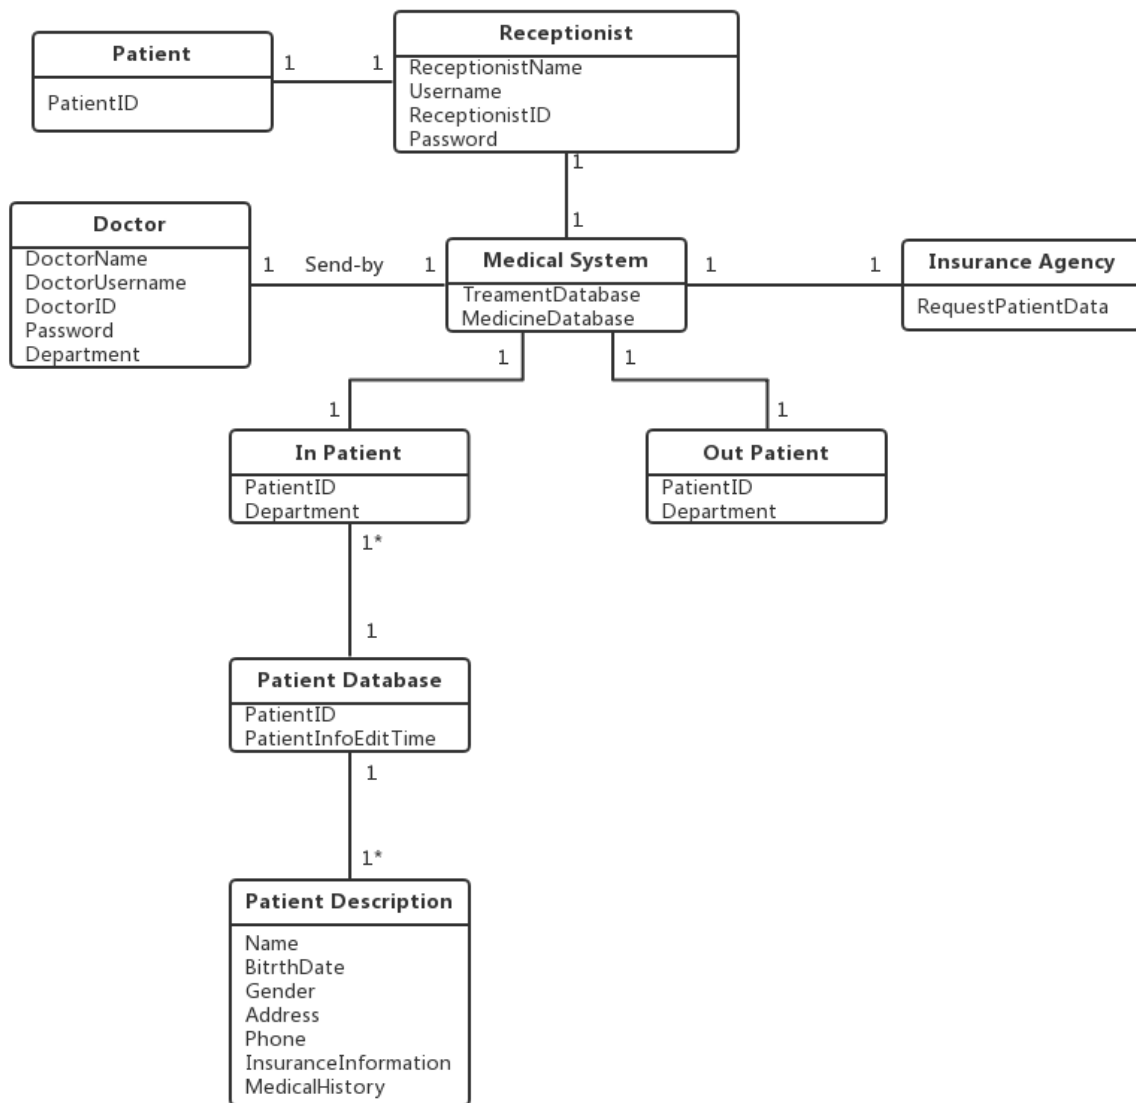 Patient
PatientID
1 1
Receptionist
ReceptionistName
Username
ReceptionistID
Password
1
1
Doctor
DoctorName
DoctorUsername
DoctorID
Password
Department
1 Send-by 1
Medical System
TreamentDatabase
MedicineDatabase
1 1
Insurance Agency
RequestPatientData
1
1
1
1
In Patient
PatientID
Department
Out Patient
PatientID
Department
1*
1
Patient Database
PatientID
PatientInfoEditTime
1
1*
Patient Description
Name
BitrthDate
Gender
Address
Phone
InsuranceInformation
MedicalHistory